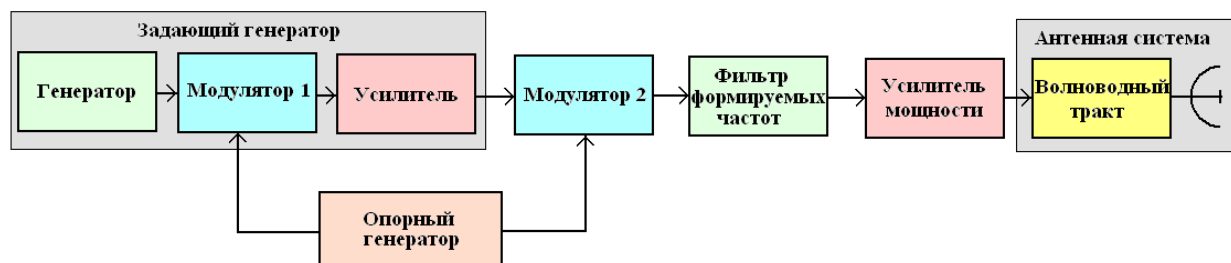 Задающий генератор
Генератор
Модулятор 1
Усилитель
Модулятор 2
Фильтр
формируемых
частот
Усилитель
мощности
Антенная система
Волноводный
тракт
Опорный
генератор